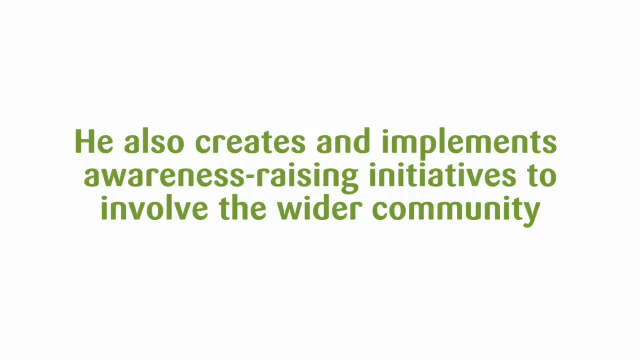 He also creates and implements
awareness-raising initiatives to
involve the wider community